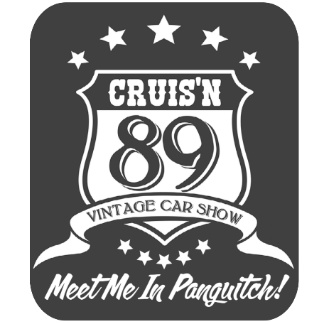 CRUIS'N
89
VINTAGE CAR SHOW
Meet Me In Panguitch!